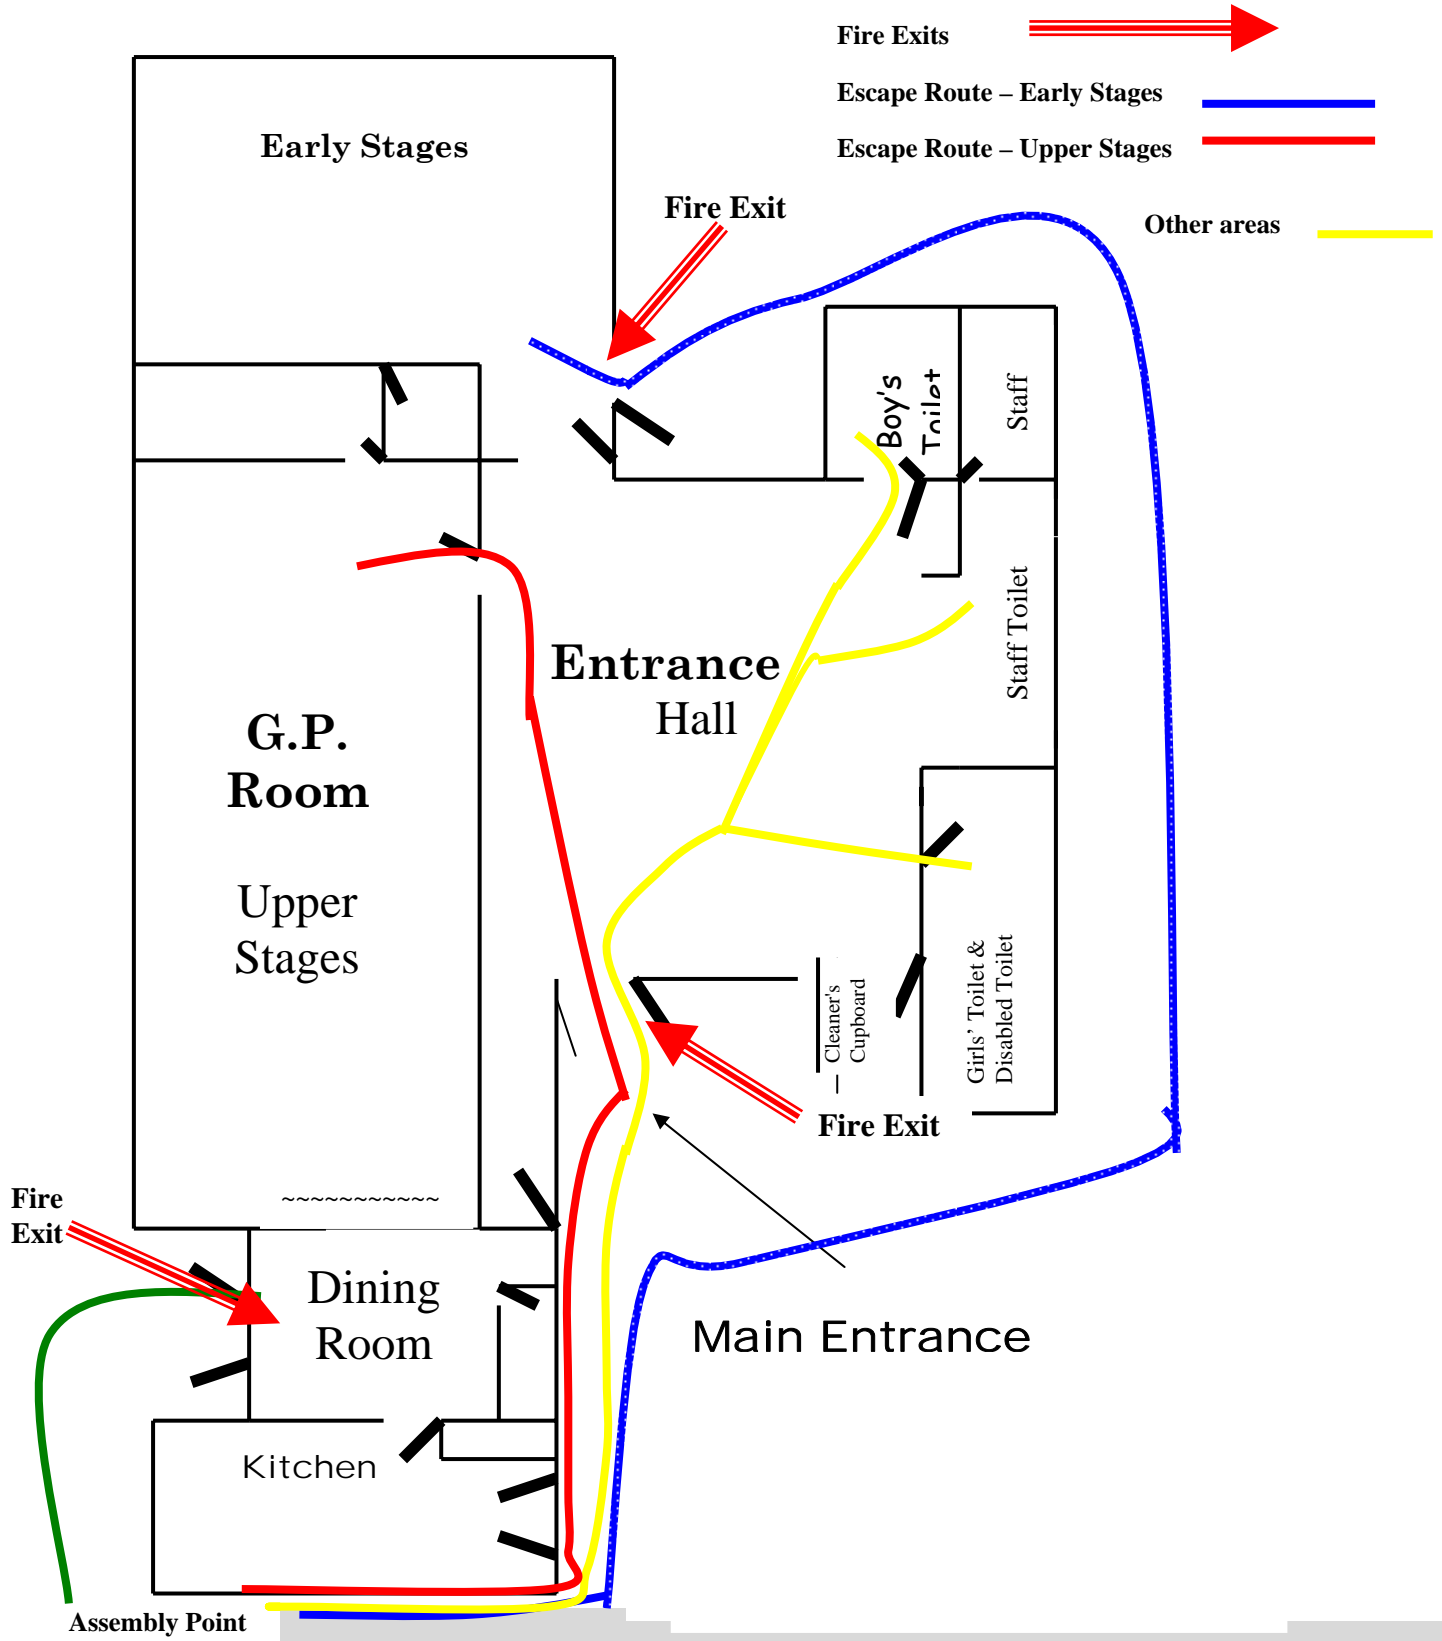 Fire Exits
Escape Route – Early Stages
Escape Route – Upper Stages
Other areas
Early Stages
Fire Exit
Boy's
Toilet
Staff
Staff Toilet
Entrance
Hall
G.P.
Room
Upper
Stages
Cleaner's
Cupboard
Girls' Toilet &
Disabled Toilet
Fire Exit
Fire
Exit
~~~~~~~~~~~
Dining
Room
Main Entrance
Kitchen
Assembly Point